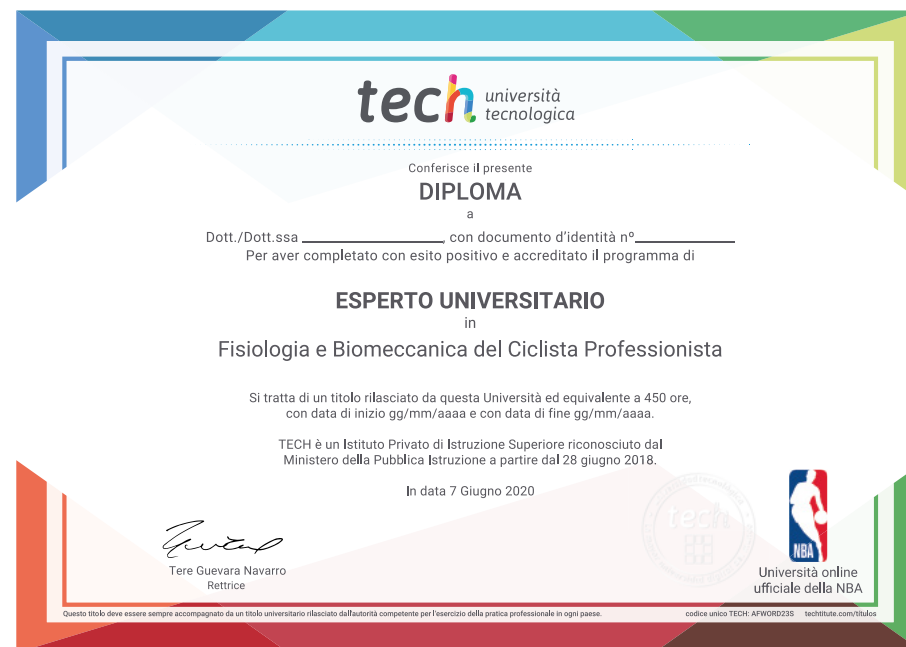 tech università
tecnologica
Conferisce il presente
DIPLOMA
a
Dott./Dott.ssa ____________________, con documento d'identità nº______________
Per aver completato con esito positivo e accreditato il programma di
ESPERTO UNIVERSITARIO
in
Fisiologia e Biomeccanica del Ciclista Professionista
Si tratta di un titolo rilasciato da questa Università ed equivalente a 450 ore,
con data di inizio gg/mm/aaaa e con data di fine gg/mm/aaaa.
TECH è un Istituto Privato di Istruzione Superiore riconosciuto dal
Ministero della Pubblica Istruzione a partire dal 28 giugno 2018.
In data 7 Giugno 2020
tech
NBA
Tere Guevara Navarro
Rettrice
Università online
ufficiale della NBA
Questo titolo deve essere sempre accompagnato da un titolo universitario rilasciato dall'autorità competente per l'esercizio della pratica professionale in ogni paese.
codice unico TECH: AFWORD23S techtitute.com/titulos